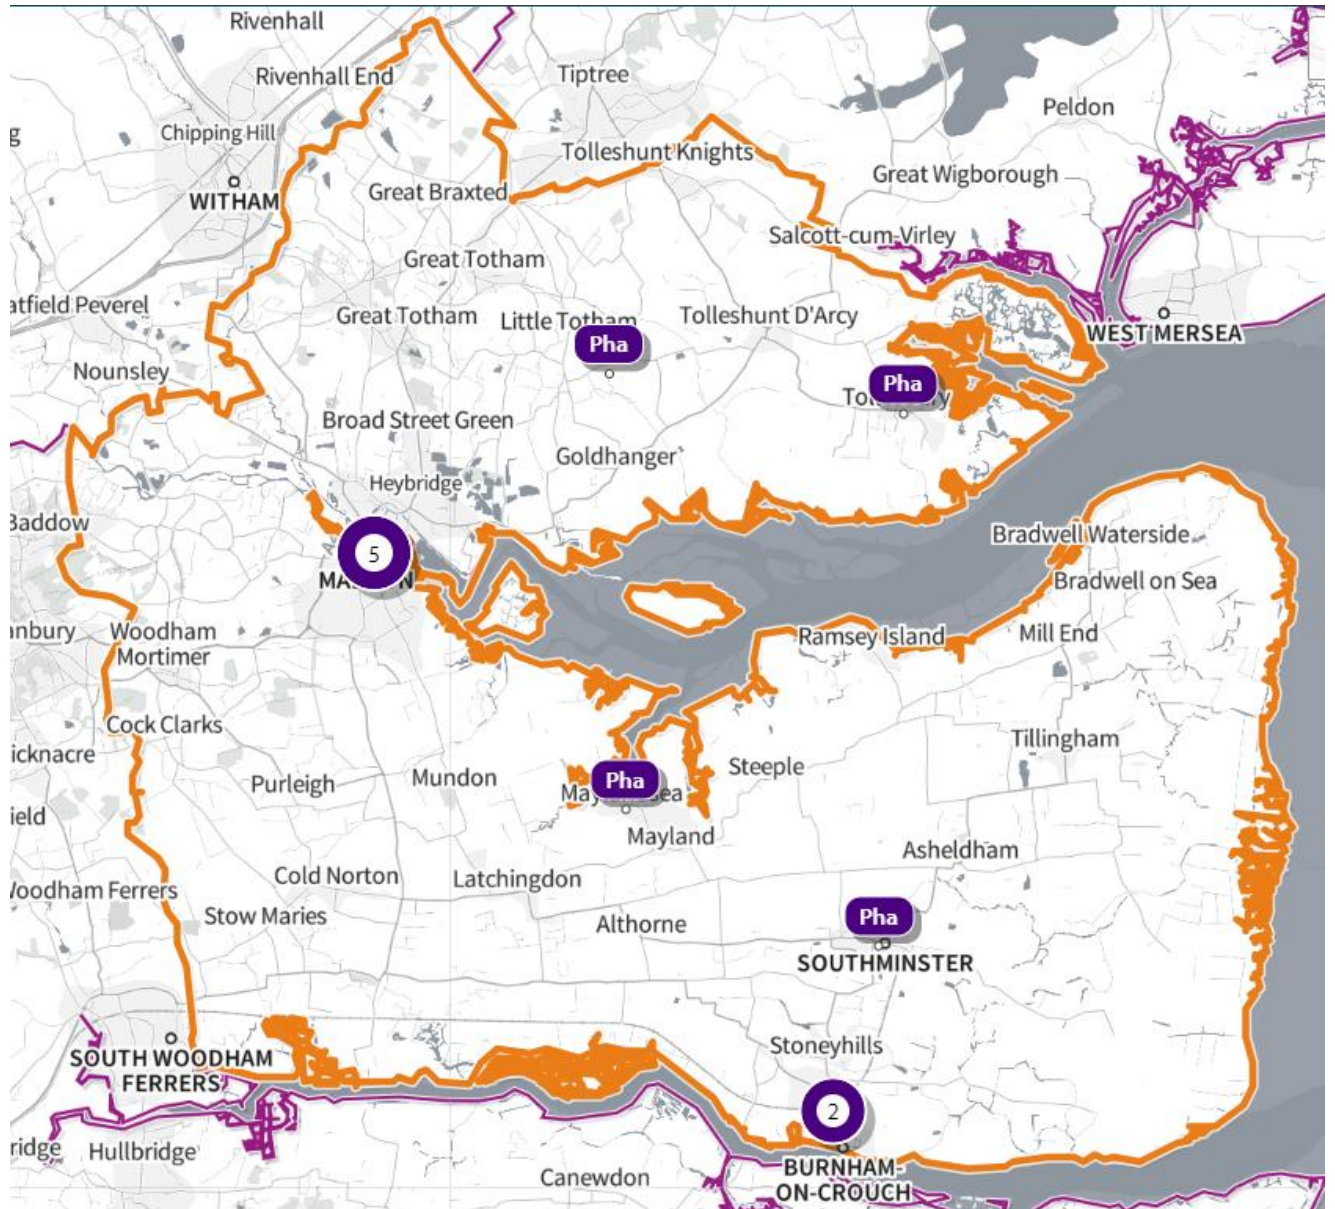 Rivenhall
Rivenhall End
Tiptree
Peldon
Chipping Hill
Tolleshunt Knights
Great Wigborough
WITHAM
Great Braxted
Salcott-cum-Virley
Great Totham
atfield Peverel
Great Totham
Little Totham
Tolleshunt D'Arcy
WEST MERSEA
Pha
Nounsley
Pha
Broad Street Green
Goldhanger
Heybridge
Baddow
Bradwell Waterside
5
Bradwell on Sea
anbury
Woodham
Mortimer
Ramsey Island
Mill End
Cock Clarks
icknacre
Tillingham
Purleigh
Mundon
Steeple
Pha
ield
Mayland
Asheldham
Cold Norton
Latchingdon
Woodham Ferrers
Stow Maries
Althorne
Pha
SOUTHMINSTER
SOUTH WOODHAM
FERRERS
Stoneyhills
2
ridge
Hullbridge
Canewdon
BURNHAM-
ON-CROUCH